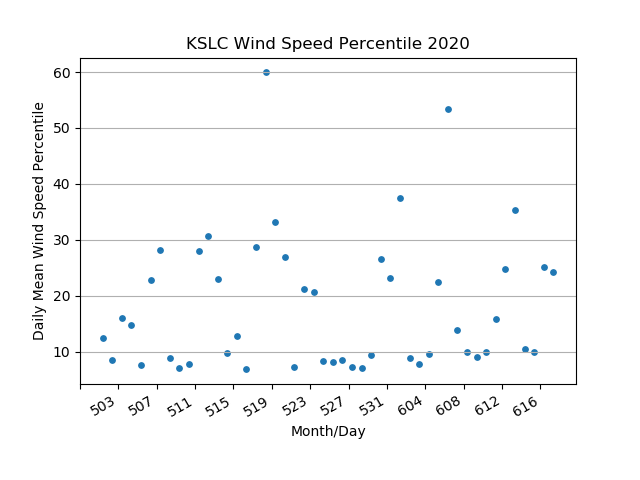 KSLC Wind Speed Percentile 2020
Daily Mean Wind Speed Percentile
60
50
40
30
20
10
503 507 511 515 519 523 527 531 604 608 612 616
Month/Day